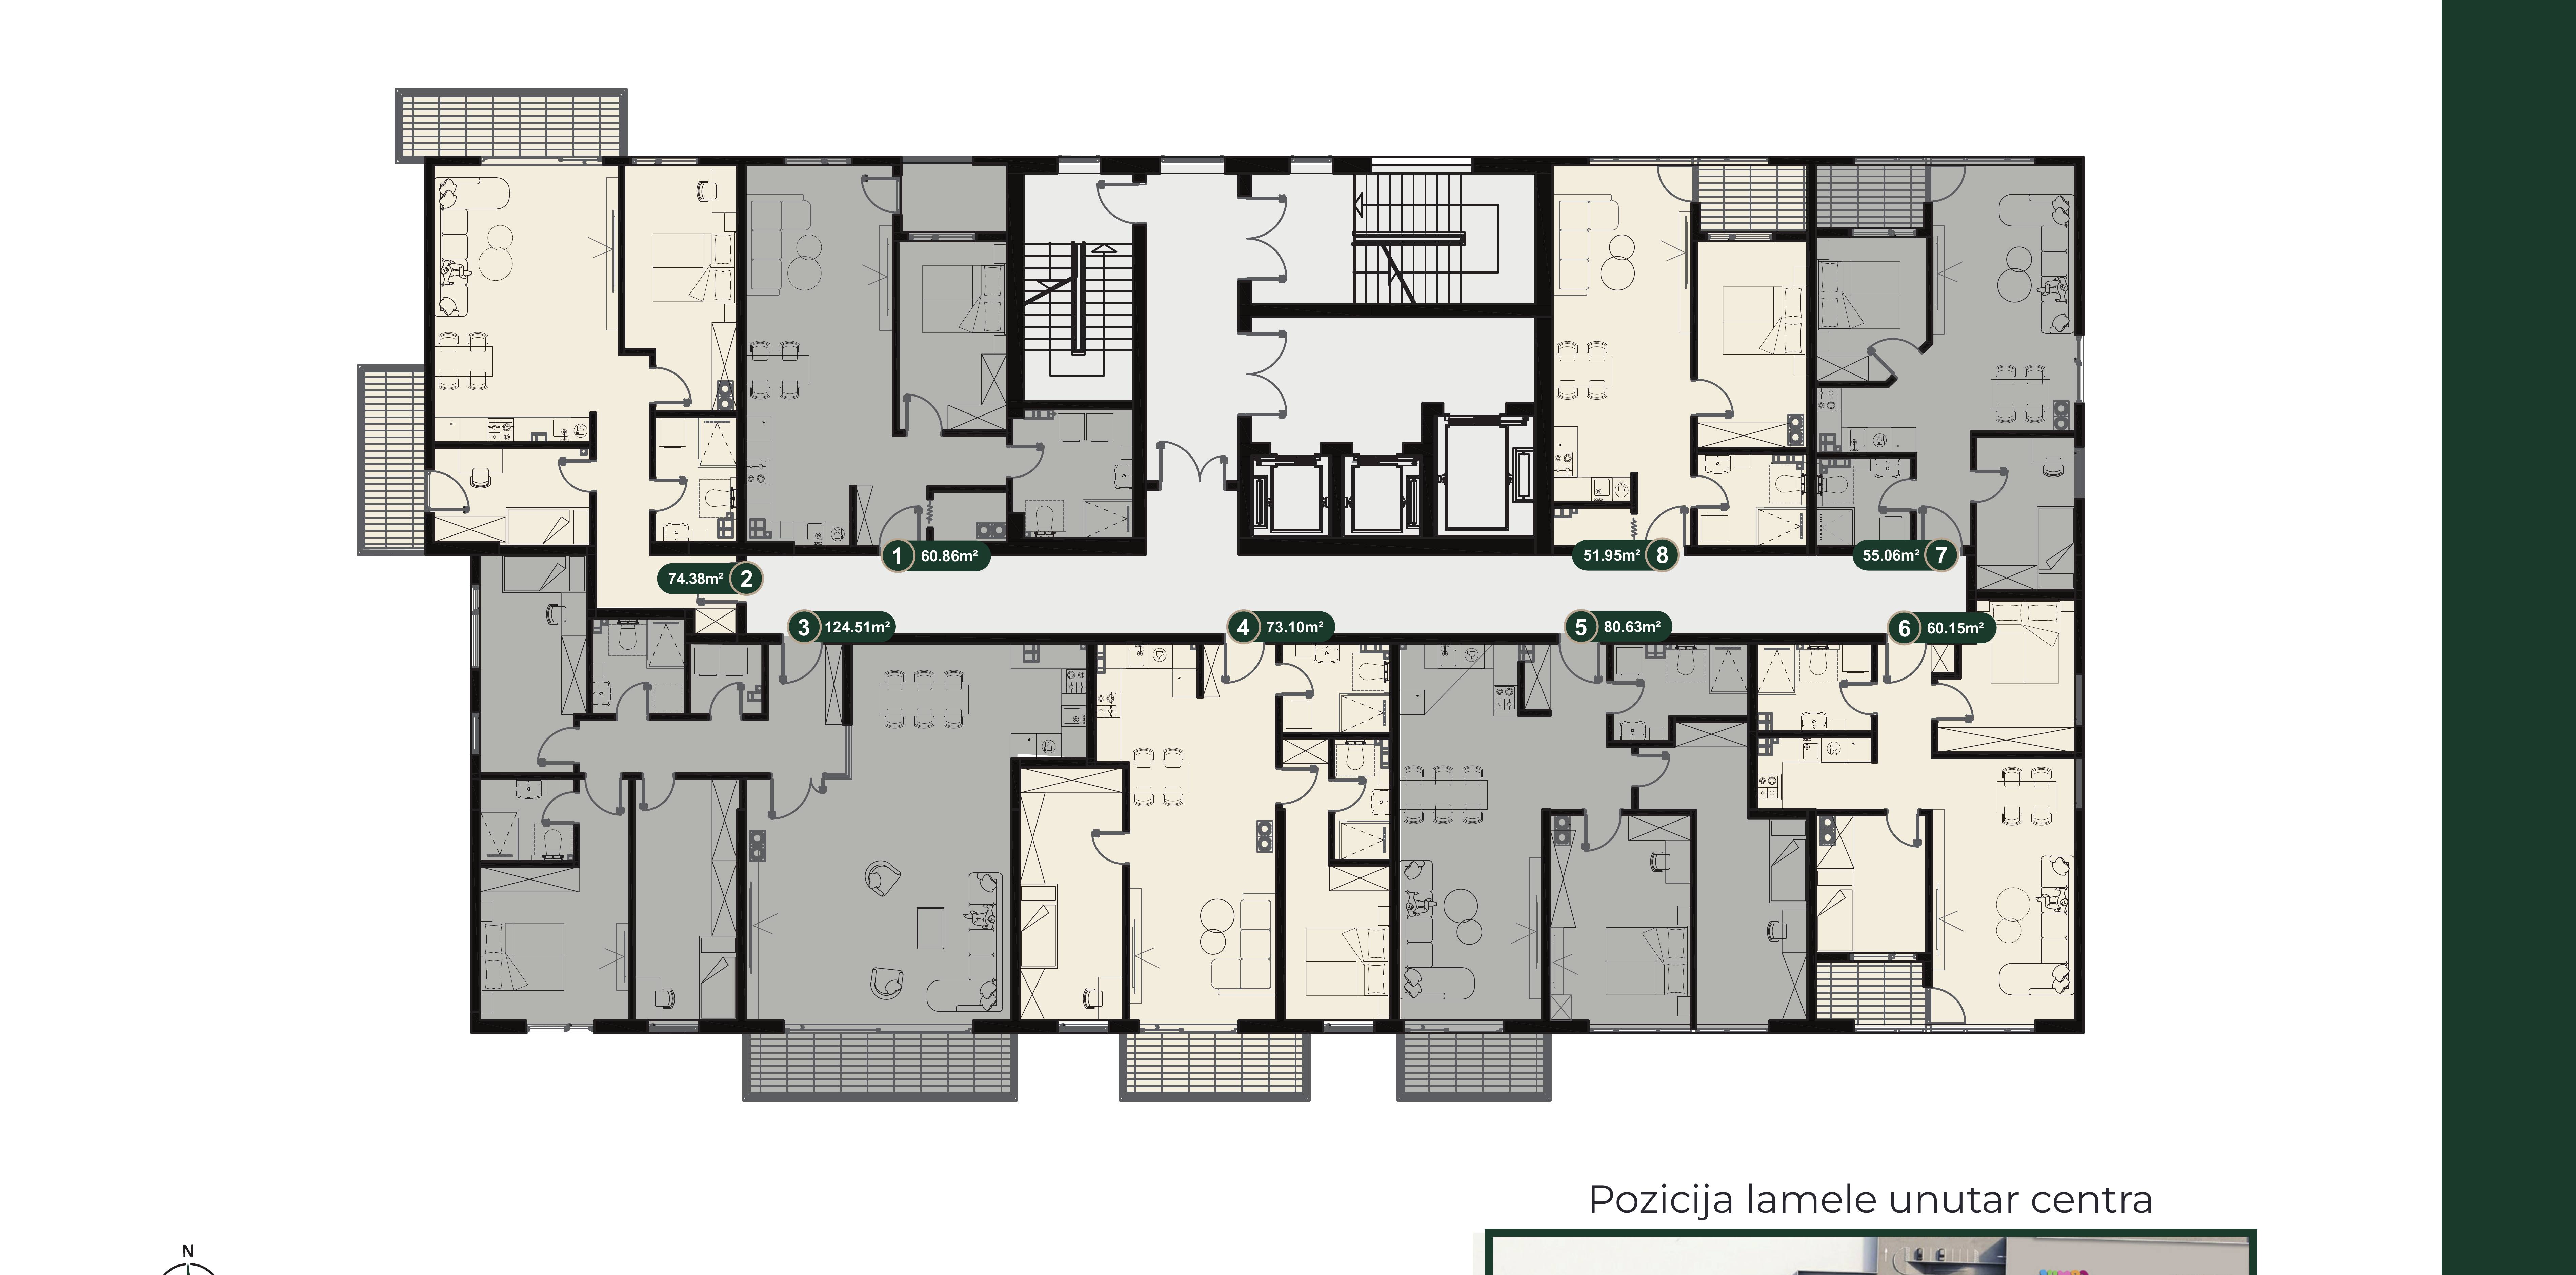 1 60.86m²
51.95m² 8
55.06m² 7
74.38m² 2
3 124.51m²
4 73.10m²
5 80.63m²
6 60.15m²
Pozicija lamele unutar centra
N